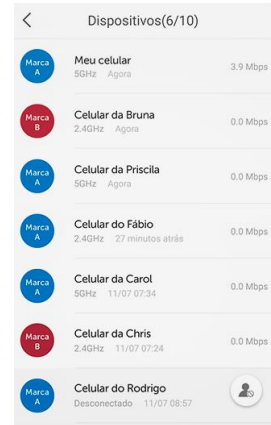 Dispositivos(6/10)
Marca A
Meu celular
5GHz Agora
3.9 Mbps
Marca B
Celular da Bruna
2.4GHz Agora
0.0 Mbps
Marca A
Celular da Priscila
5GHz Agora
0.0 Mbps
Marca A
Celular do Fábio
2.4GHz 27 minutos atrás
0.0 Mbps
Marca A
Celular da Carol
5GHz 11/07 07:34
0.0 Mbps
Marca B
Celular da Chris
2.4GHz 11/07 07:24
0.0 Mbps
Marca A
Celular do Rodrigo
Desconectado 11/07 08:57